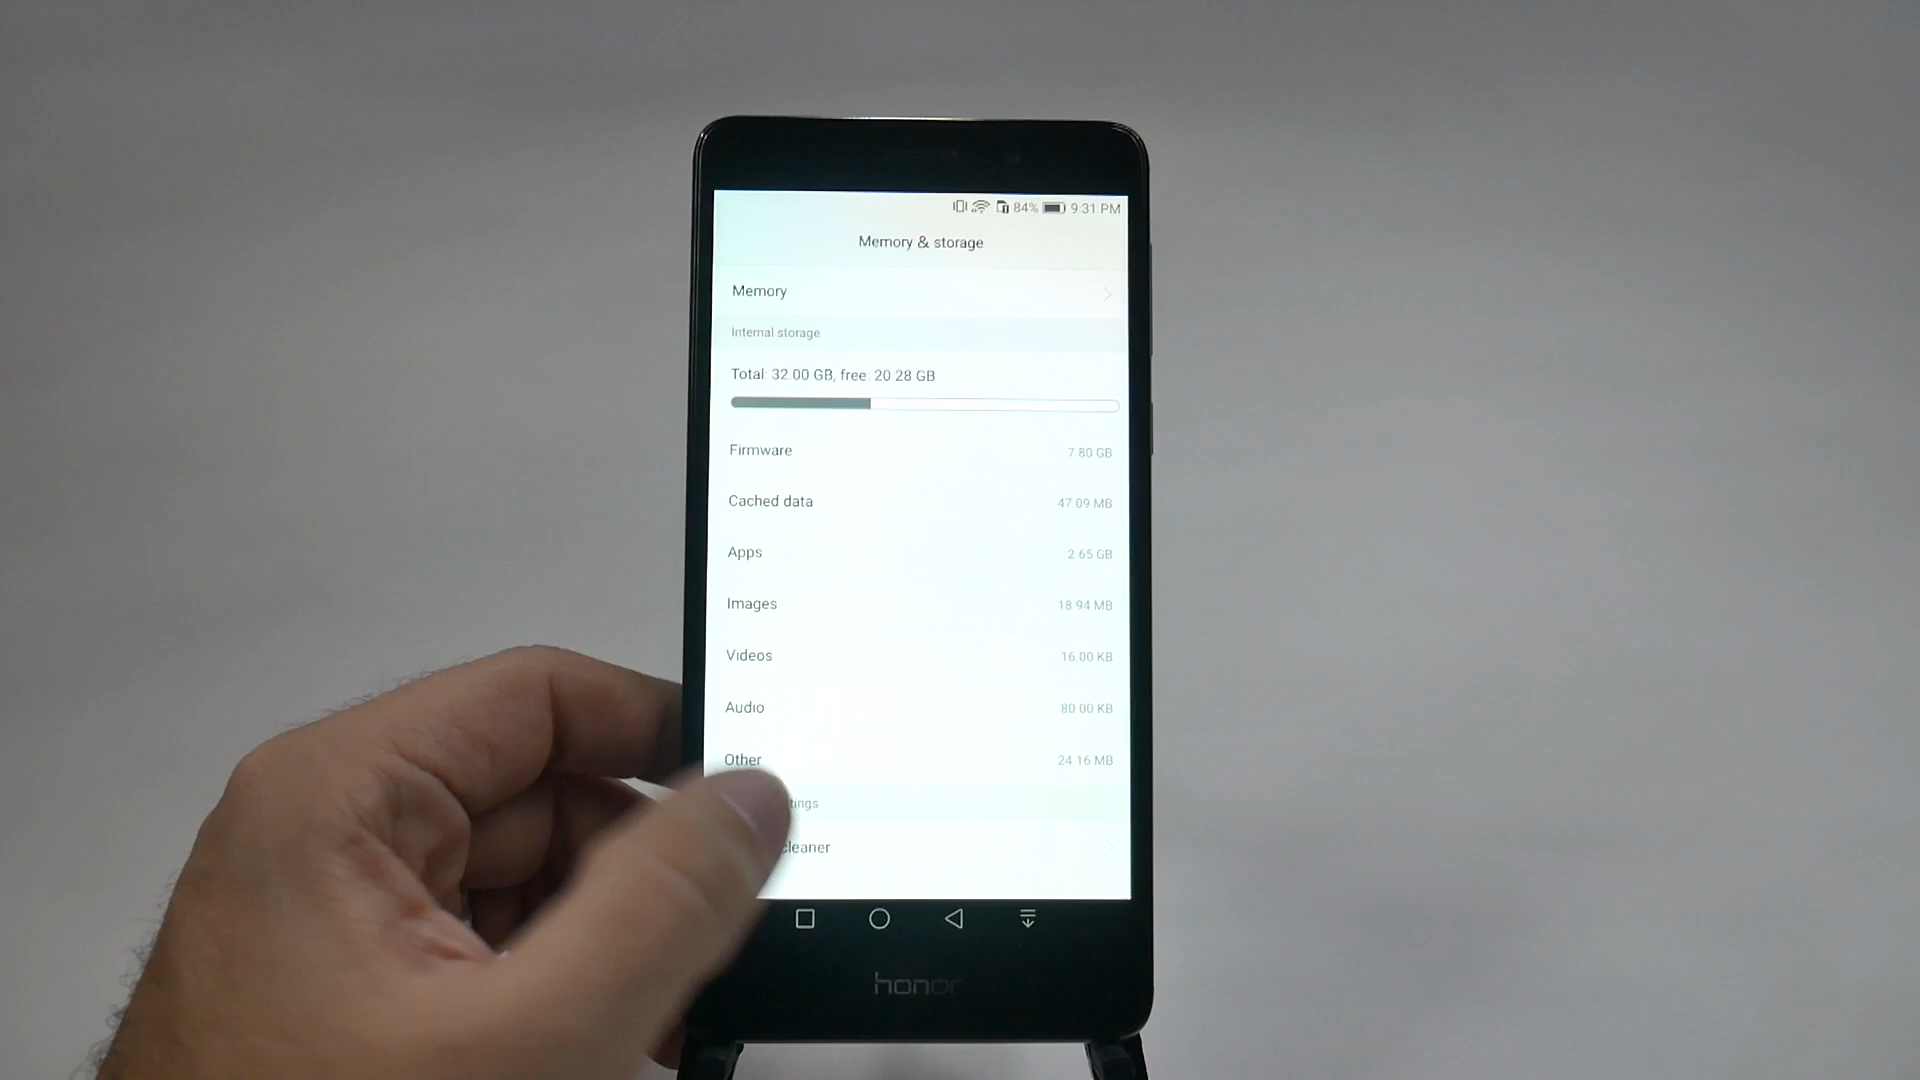 84% 9:31 PM
Memory & storage
Memory
Internal storage
Total: 32.00 GB, free: 20.28 GB
Firmware 7.80 GB
Cached data 47.09 MB
Apps 2.65 GB
Images 18.94 MB
Videos 16.00 KB
Audio 80.00 KB
Other 24.16 MB
tings
cleaner
honor